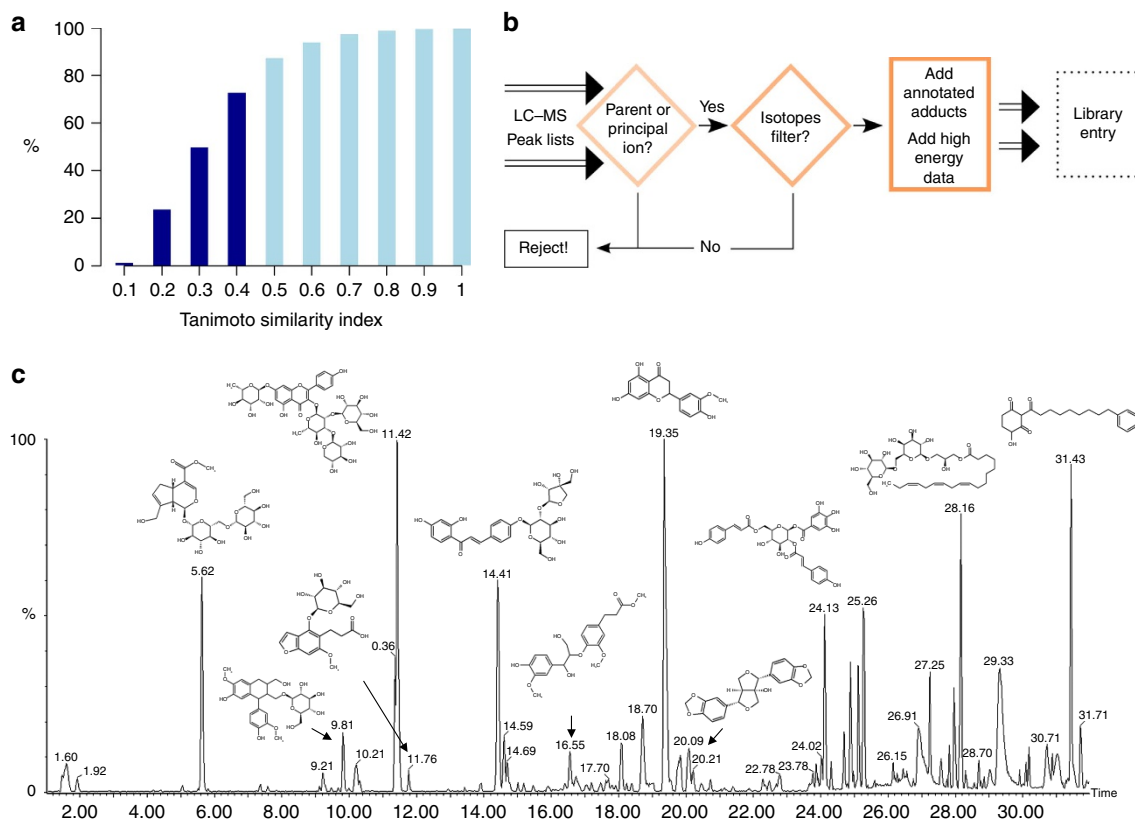 a
100
80
60
%
40
20
0
0.1 0.2 0.3 0.4 0.5 0.6 0.7 0.8 0.9 1
Tanimoto similarity index
b
LC–MS
Peak lists
Parent or
principal
ion?
Yes
Isotopes
filter?
Add
annotated
adducts
Add high
energy
data
Library
entry
No
Reject!
c
100
%
0
1.60
1.92
5.62
9.21
9.81
10.21
0.36
11.42
11.76
14.41
14.59
14.69
16.55
17.70
18.08
18.70
19.35
20.09
20.21
22.78
23.78
24.02
24.13
25.26
26.15
26.91
27.25
28.16
28.70
29.33
30.71
31.43
31.71
2.00 4.00 6.00 8.00 10.00 12.00 14.00 16.00 18.00 20.00 22.00 24.00 26.00 28.00 30.00
Time